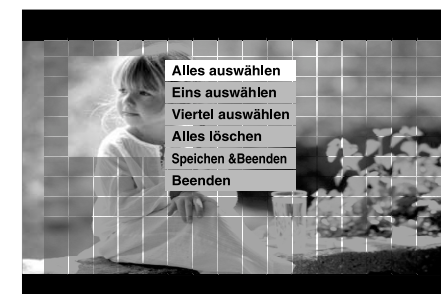 Alles auswählen
Eins auswählen
Viertel auswählen
Alles löschen
Speichen &Beenden
Beenden